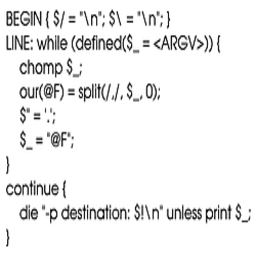 BEGIN { $/ = "\n"; $\ = "\n"; }
LINE: while (defined($_ = <ARGV>)) {
chomp $_;
our(@F) = split(/,/, $_, 0);
$" = '.';
$_ = "@F";
}
continue {
die "-p destination: $!\n" unless print $_;
}